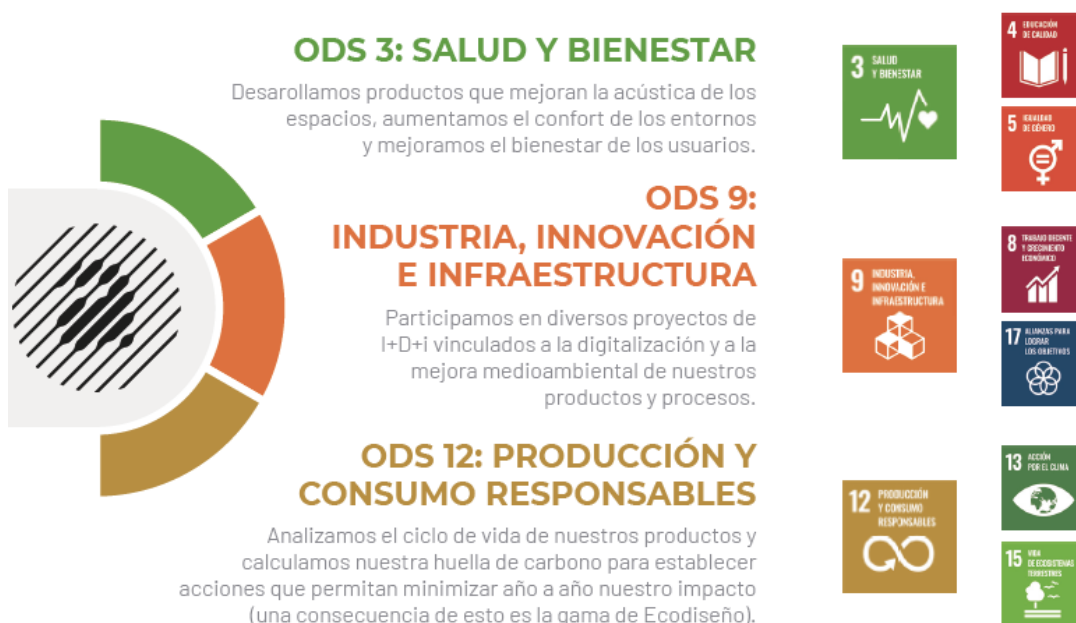 ODS 3: SALUD Y BIENESTAR
Desarollamos productos que mejoran la acústica de los
espacios, aumentamos el confort de los entornos
y mejoramos el bienestar de los usuarios.
3 SALUD
Y BIENESTAR
4 EDUCACIÓN
DE CALIDAD
5 IGUALDAD
DE GÉNERO
ODS 9:
INDUSTRIA, INNOVACIÓN
E INFRAESTRUCTURA
Participamos en diversos proyectos de
I+D+i vinculados a la digitalización y a la
mejora medioambiental de nuestros
productos y procesos.
9 INDUSTRIA,
INNOVACIÓN E
INFRAESTRUCTURA
8 TRABAJO DECENTE
Y CRECIMIENTO
ECONÓMICO
17 ALIANZAS PARA
LOGRAR
LOS OBJETIVOS
ODS 12: PRODUCCIÓN Y
CONSUMO RESPONSABLES
Analizamos el ciclo de vida de nuestros productos y
calculamos nuestra huella de carbono para establecer
acciones que permitan minimizar año a año nuestro impacto
(una consecuencia de esto es la gama de Ecodiseño).
12 PRODUCCIÓN
Y CONSUMO
RESPONSABLES
13 ACCIÓN
POR EL CLIMA
15 VIDA
DE ECOSISTEMAS
TERRESTRES